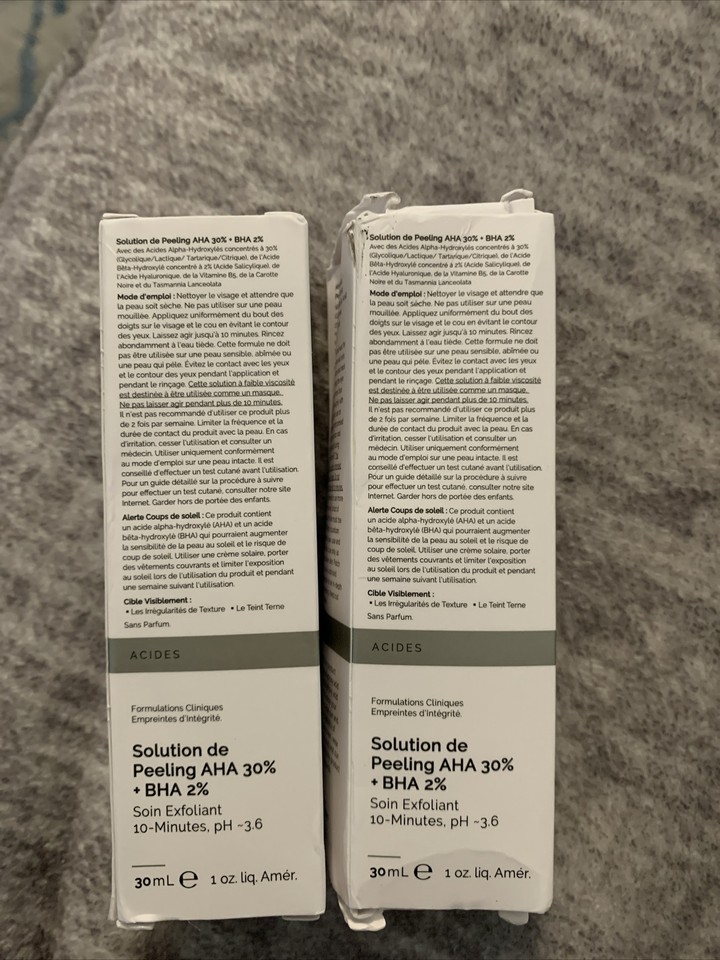 Solution de Peeling AHA 30% + BHA 2%
Avec des Acides Alpha-Hydroxylés concentrés à 30%
(Glycolique/Lactique/ Tartarique/Citrique), de l'Acide
Bêta-Hydroxylé concentré à 2% (Acide Salicylique), de
l'Acide Hyaluronique, de la Vitamine B5, de la Carotte
Noire et du Tasmannia Lanceolata
Mode d'emploi : Nettoyer le visage et attendre que
la peau soit sèche. Ne pas utiliser sur une peau
mouillée. Appliquez uniformément du bout des
doigts sur le visage et le cou en évitant le contour
des yeux. Laissez agir jusqu'à 10 minutes. Rincez
abondamment à l'eau tiède. Cette formule ne doit
pas être utilisée sur une peau sensible, abîmée ou
une peau qui pèle. Évitez le contact avec les yeux
et le contour des yeux pendant l'application et
pendant le rinçage. Cette solution à faible viscosité
est destinée à être utilisée comme un masque.
Ne pas laisser agir pendant plus de 10 minutes.
Il n'est pas recommandé d'utiliser ce produit plus
de 2 fois par semaine. Limiter la fréquence et la
durée de contact du produit avec la peau. En cas
d'irritation, cesser l'utilisation et consulter un
médecin. Utiliser uniquement conformément
au mode d'emploi sur une peau intacte. Il est
conseillé d'effectuer un test cutané avant l'utilisation.
Pour un guide détaillé sur la procédure à suivre
pour effectuer un test cutané, consulter notre site
Internet. Garder hors de portée des enfants.
Alerte Coups de soleil : Ce produit contient
un acide alpha-hydroxylé (AHA) et un acide
bêta-hydroxylé (BHA) qui pourraient augmenter
la sensibilité de la peau au soleil et le risque de
coup de soleil. Utiliser une crème solaire, porter
des vêtements couvrants et limiter l'exposition
au soleil lors de l'utilisation du produit et pendant
une semaine suivant l'utilisation.
Cible Visiblement :
• Les Irrégularités de Texture • Le Teint Terne
Sans Parfum.
ACIDES
Formulations Cliniques
Empreintes d'Intégrité.
Solution de
Peeling AHA 30%
+ BHA 2%
Soin Exfoliant
10-Minutes, pH ~3.6
30mL e 1 oz. liq. Amér.
Solution de Peeling AHA 30% + BHA 2%
Avec des Acides Alpha-Hydroxylés concentrés à 30%
(Glycolique/Lactique/ Tartarique/Citrique), de l'Acide
Bêta-Hydroxylé concentré à 2% (Acide Salicylique), de
l'Acide Hyaluronique, de la Vitamine B5, de la Carotte
Noire et du Tasmannia Lanceolata
Mode d'emploi : Nettoyer le visage et attendre que
la peau soit sèche. Ne pas utiliser sur une peau
mouillée. Appliquez uniformément du bout des
doigts sur le visage et le cou en évitant le contour
des yeux. Laissez agir jusqu'à 10 minutes. Rincez
abondamment à l'eau tiède. Cette formule ne doit
pas être utilisée sur une peau sensible, abîmée ou
une peau qui pèle. Évitez le contact avec les yeux
et le contour des yeux pendant l'application et
pendant le rinçage. Cette solution à faible viscosité
est destinée à être utilisée comme un masque.
Ne pas laisser agir pendant plus de 10 minutes.
Il n'est pas recommandé d'utiliser ce produit plus
de 2 fois par semaine. Limiter la fréquence et la
durée de contact du produit avec la peau. En cas
d'irritation, cesser l'utilisation et consulter un
médecin. Utiliser uniquement conformément
au mode d'emploi sur une peau intacte. Il est
conseillé d'effectuer un test cutané avant l'utilisation.
Pour un guide détaillé sur la procédure à suivre
pour effectuer un test cutané, consulter notre site
Internet. Garder hors de portée des enfants.
Alerte Coups de soleil : Ce produit contient
un acide alpha-hydroxylé (AHA) et un acide
bêta-hydroxylé (BHA) qui pourraient augmenter
la sensibilité de la peau au soleil et le risque de
coup de soleil. Utiliser une crème solaire, porter
des vêtements couvrants et limiter l'exposition
au soleil lors de l'utilisation du produit et pendant
une semaine suivant l'utilisation.
Cible Visiblement :
• Les Irrégularités de Texture • Le Teint Terne
Sans Parfum.
ACIDES
Formulations Cliniques
Empreintes d'Intégrité.
Solution de
Peeling AHA 30%
+ BHA 2%
Soin Exfoliant
10-Minutes, pH ~3.6
30mL e 1 oz. liq. Amér.